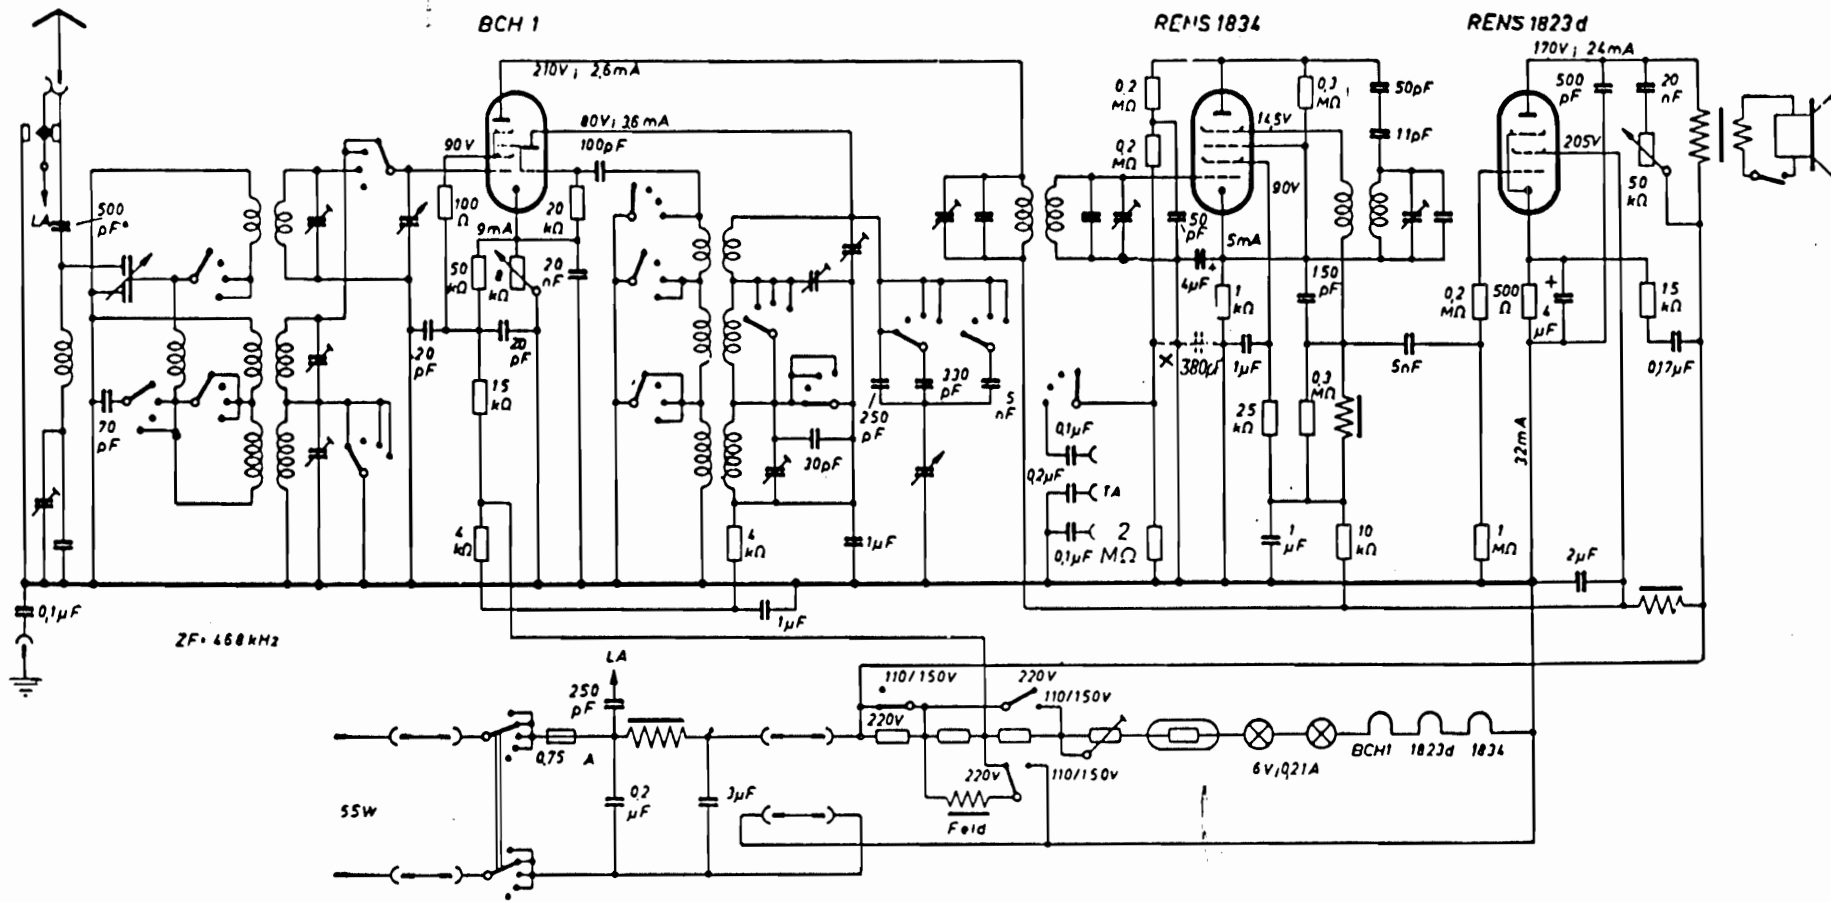 BCH 1
RENS 1834
RENS 1823d
210V; 2,6mA
170V; 24mA
80V; 3,6mA
90V
100pF
0,2
MΩ
0,3
MΩ
50pF
500
pF
20
nF
0,2
MΩ
145V
11pF
205V
50
kΩ
LA
500
pF
100
Ω
20
kΩ
9mA
50
kΩ
8
kΩ
20
nF
90V
50
pF
5mA
4µF
+
1
kΩ
150
pF
0,2
MΩ
500
Ω
+
4
µF
15
kΩ
20
pF
20
pF
X
380pF
1µF
5nF
0,17µF
15
kΩ
70
pF
330
pF
250
pF
5
nF
0,3
MΩ
25
kΩ
0,1µF
30pF
32mA
0,2µF
TA
4
kΩ
4
kΩ
1µF
0,1µF
2
MΩ
1
µF
10
kΩ
1
MΩ
2µF
0,1µF
1µF
ZF= 468 kHz
LA
250
pF
110/150V
220V
110/150V
220V
0,75 A
BCH1
1823d
1834
6V; 0,21A
220V
110/150V
55W
0,2
µF
3µF
Feld